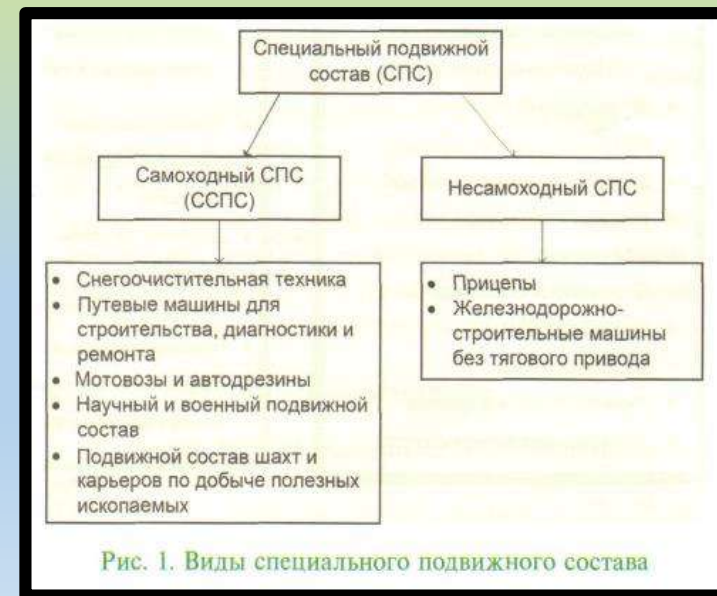 Специальный подвижной
состав (СПС)
Самоходный СПС
(ССПС)
Несамоходный СПС
• Снегоочистительная техника
• Путевые машины для
строительства, диагностики и
ремонта
• Мотовозы и автодрезины
• Научный и военный подвижной
состав
• Подвижной состав шахт и
карьеров по добыче полезных
ископаемых
• Прицепы
• Железнодорожно-
строительные машины
без тягового привода
Рис. 1. Виды специального подвижного состава